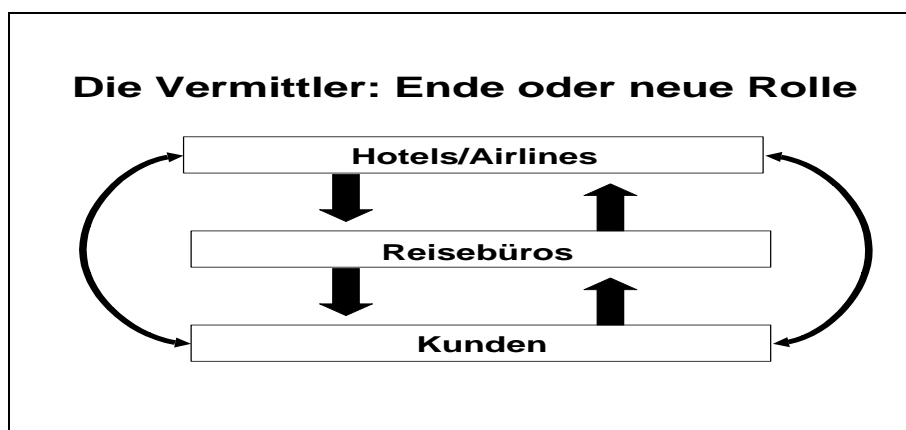 Die Vermittler: Ende oder neue Rolle
Hotels/Airlines
Reisebüros
Kunden